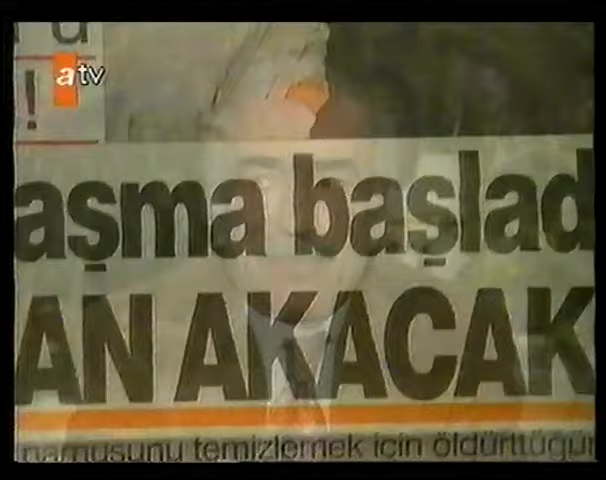 !
atv
aşma başlad
AN AKACAK
namusunu temizlemek için öldürttüğü